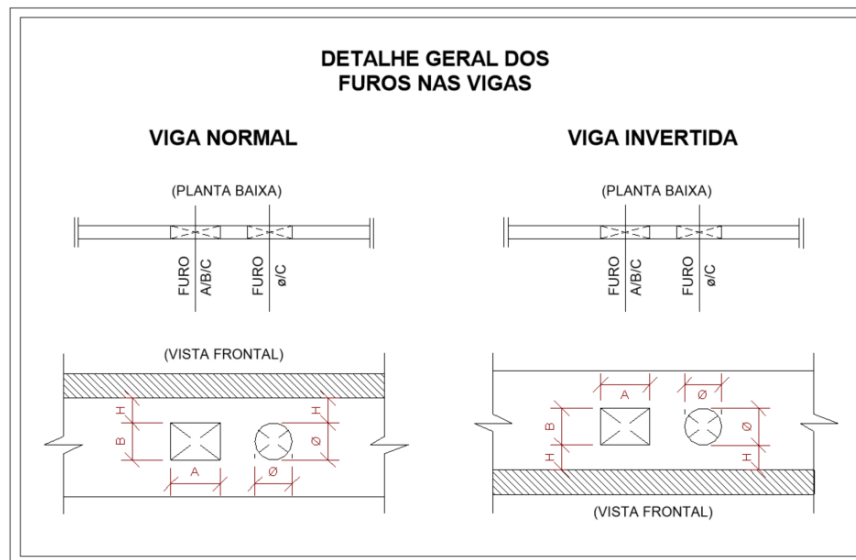 DETALHE GERAL DOS
FUROS NAS VIGAS
VIGA NORMAL
(PLANTA BAIXA)
FURO
A/B/C
FURO
ø/C
(VISTA FRONTAL)
H
H
B
Ø
A
Ø
VIGA INVERTIDA
(PLANTA BAIXA)
FURO
A/B/C
FURO
ø/C
A
Ø
B
Ø
H
H
(VISTA FRONTAL)